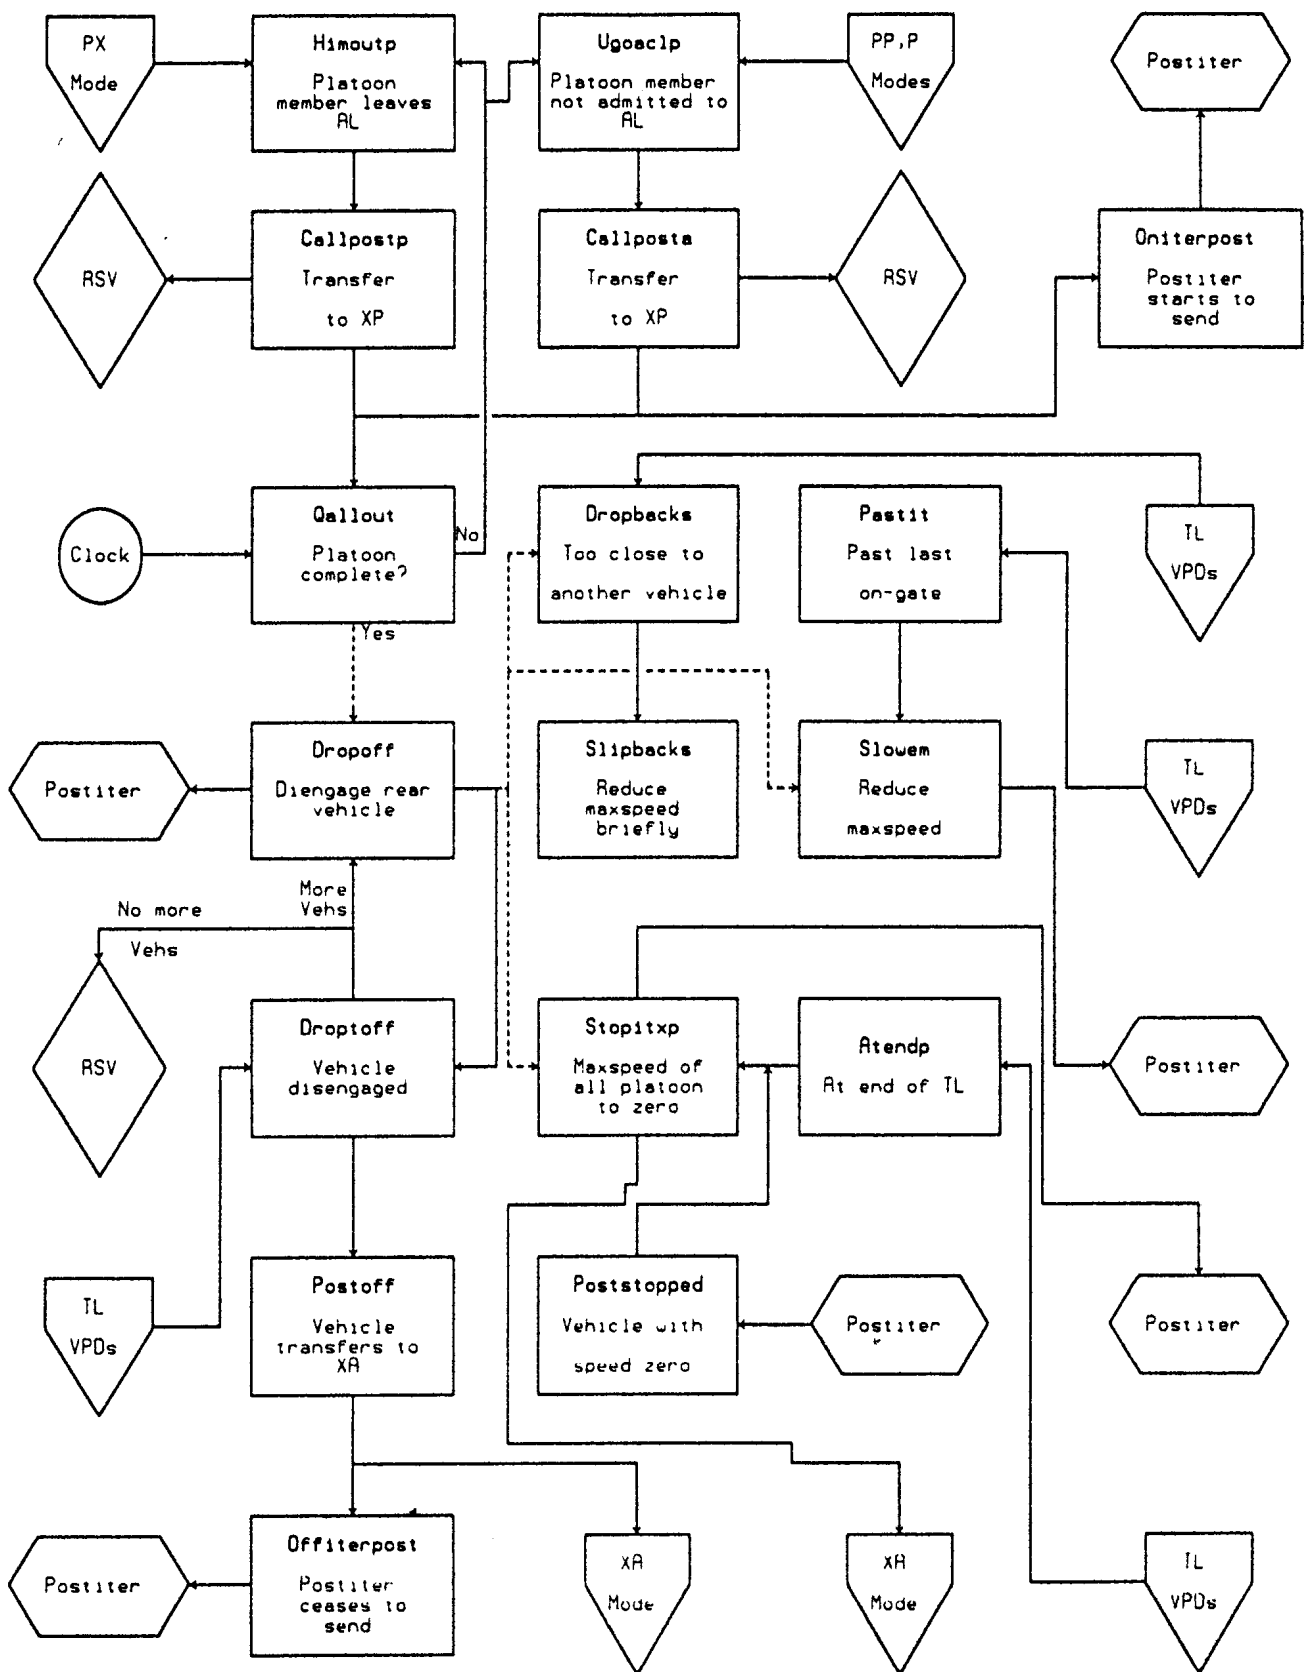 PX
Mode
Himoutp
Platoon
member leaves
AL
Ugoaclp
Platoon member
not admitted to
AL
PP,P
Modes
Postiter
RSV
Callpostp
Transfer
to XP
Callposta
Transfer
to XP
RSV
Oniterpost
Postiter
starts to
send
Clock
Qallout
Platoon
complete?
No
Yes
Dropbacks
Too close to
another vehicle
Pastit
Past last
on-gate
TL
VPDs
Postiter
Dropoff
Diengage rear
vehicle
Slipbacks
Reduce
maxspeed
briefly
Slowem
Reduce
maxspeed
TL
VPDs
More
Vehs
No more
Vehs
RSV
Droptoff
Vehicle
disengaged
Stopitxp
Maxspeed of
all platoon
to zero
Atendp
At end of TL
Postiter
TL
VPDs
Postoff
Vehicle
transfers to
XA
Poststopped
Vehicle with
speed zero
Postiter
Postiter
Postiter
Offiterpost
Postiter
ceases to
send
XA
Mode
XA
Mode
TL
VPDs